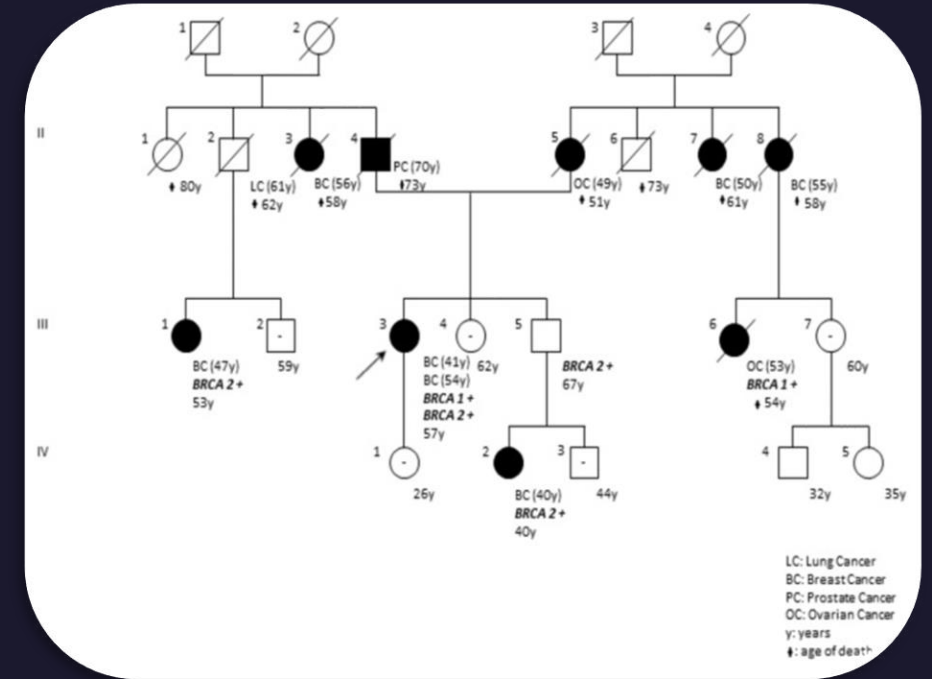 1 2 3 4
II
1 2 3 4 5 6 7 8
PC (70y)
⧫73y
⧫ 80y
LC (61y)
⧫ 62y
BC (56y)
⧫58y
OC (49y)
⧫ 51y
⧫73y
BC (50y)
⧫61y
BC (55y)
⧫ 58y
III
1 2 3 4 5 6 7
BC (47y)
BRCA 2+
53y
59y
BC (41y)
BC (54y)
BRCA 1+
BRCA 2+
57y
62y
BRCA 2+
67y
OC (53y)
BRCA 1+
⧫ 54y
60y
IV
1 2 3 4 5
26y
BC (40y)
BRCA 2+
40y
44y
32y
35y
LC: Lung Cancer
BC: Breast Cancer
PC: Prostate Cancer
OC: Ovarian Cancer
y: years
⧫: age of death